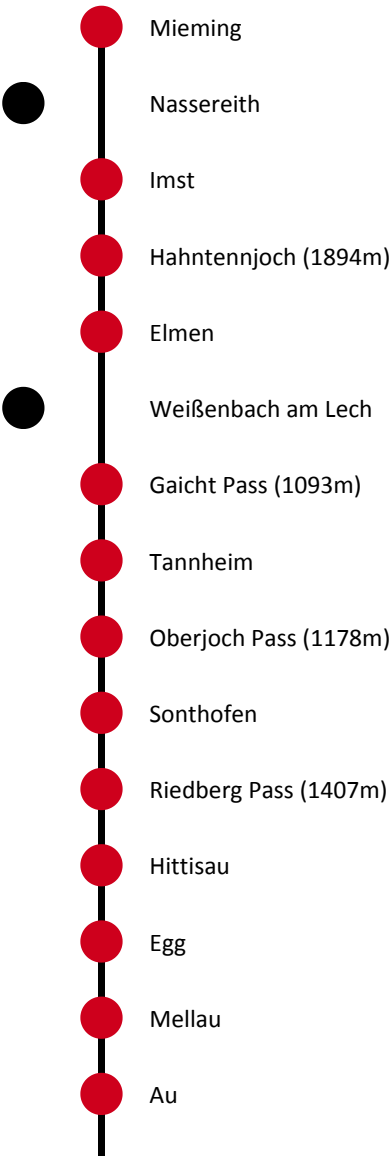 Mieming
Nassereith
Imst
Hahntennjoch (1894m)
Elmen
Weißenbach am Lech
Gaicht Pass (1093m)
Tannheim
Oberjoch Pass (1178m)
Sonthofen
Riedberg Pass (1407m)
Hittisau
Egg
Mellau
Au